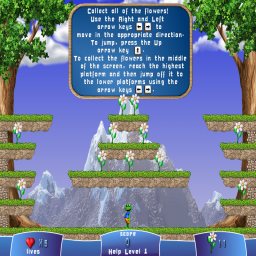 Collect all of the flowers!
Use the Right and Left
arrow keys
to
move in the appropriate direction.
To jump, press the Up
arrow key
To collect the flowers in the middle
of the screen, reach the highest
platform and then jump off it to
the lower platforms using the
arrow keys
score
0
lives
Help Level 1